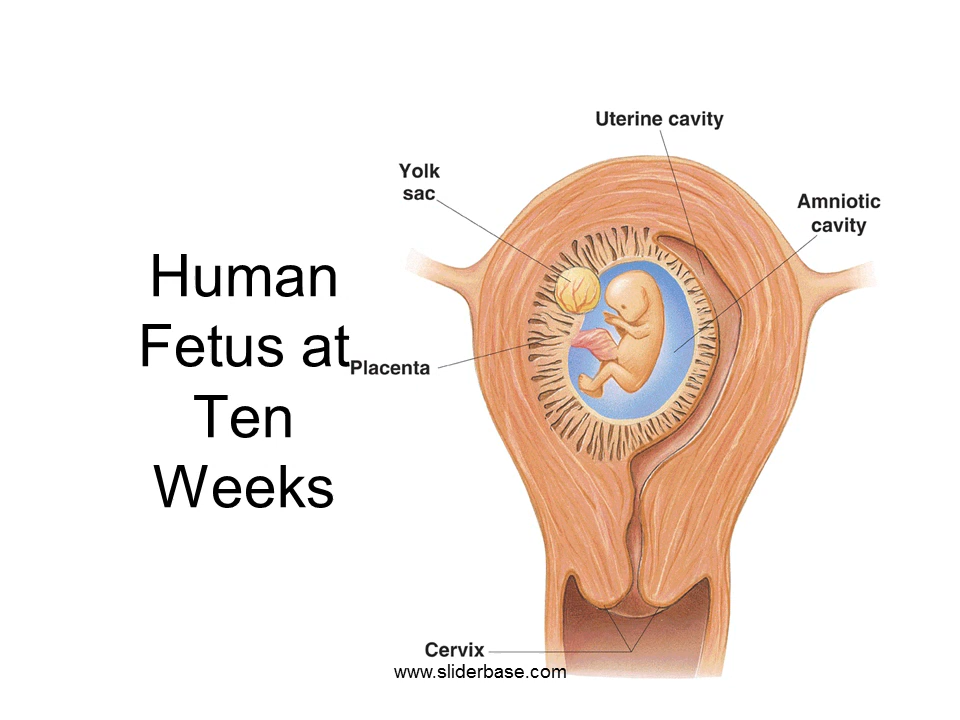 Human
Fetus at
Ten
Weeks
Uterine cavity
Yolk
sac
Amniotic
cavity
Placenta
Cervix
www.sliderbase.com